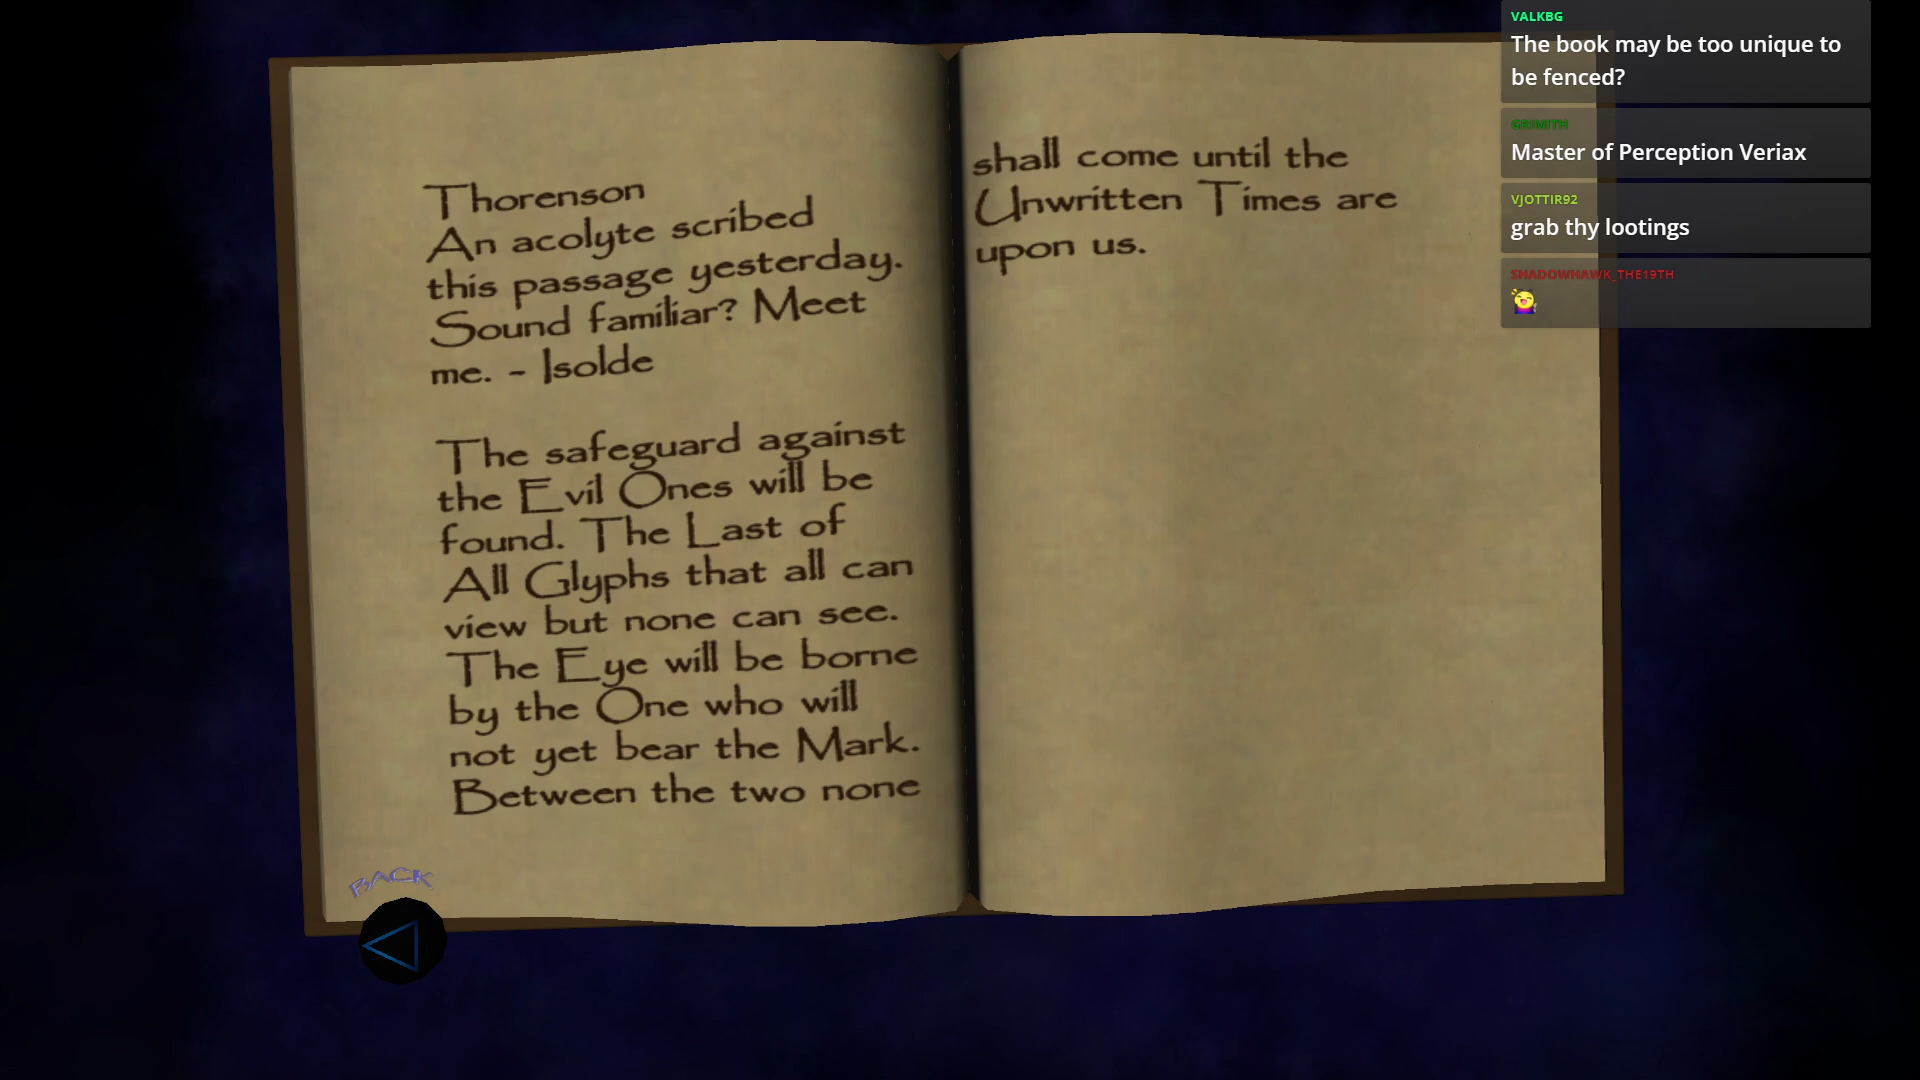 Thorenson
An acolyte scribed
this passage yesterday.
Sound familiar? Meet
me. - Isolde
The safeguard against
the Evil Ones will be
found. The Last of
All Glyphs that all can
view but none can see.
The Eye will be borne
by the One who will
not yet bear the Mark.
Between the two none
shall come until the
Unwritten Times are
upon us.
BACK
VALKBG
The book may be too unique to
be fenced?
GRIMITH
Master of Perception Veriax
VJOTTIR92
grab thy lootings
SHADOWHAWK_THE19TH